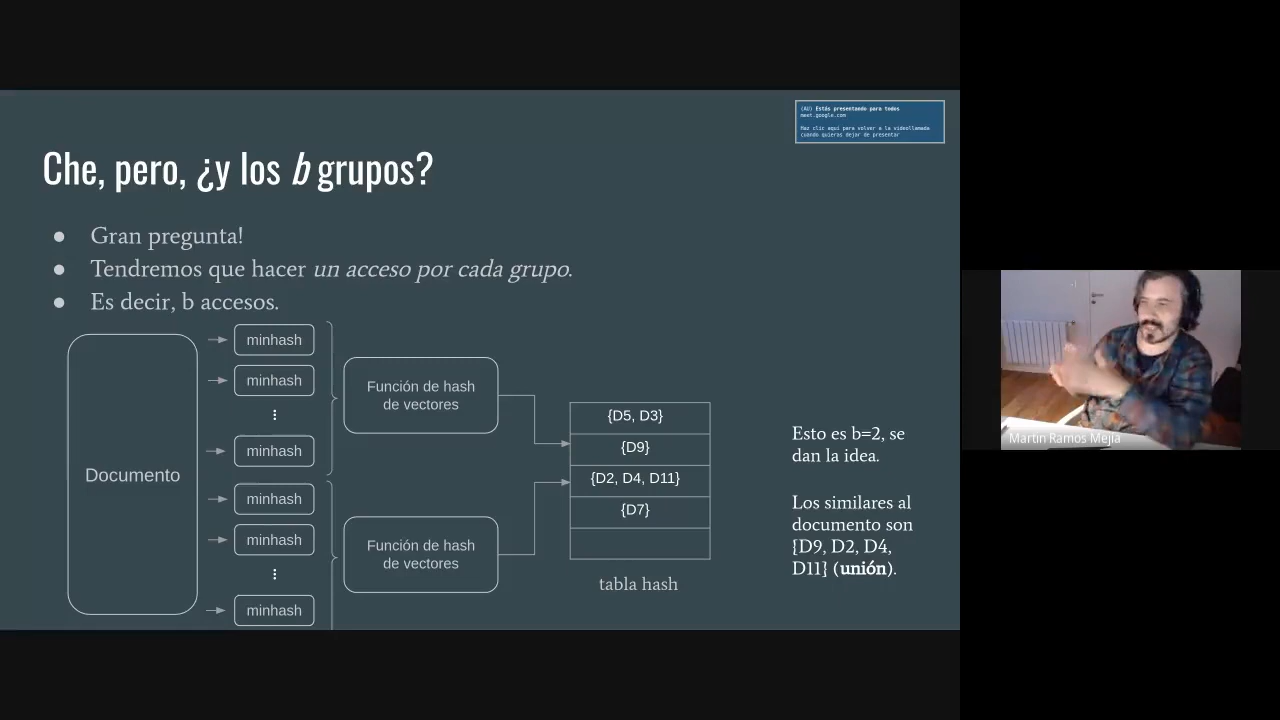 (AU) Estás presentando para todos
meet.google.com
Haz clic aquí para volver a la videollamada
cuando quieras dejar de presentar
Che, pero, ¿y los b grupos?
● Gran pregunta!
● Tendremos que hacer un acceso por cada grupo.
● Es decir, b accesos.
Documento
minhash
minhash
⋮
minhash
minhash
minhash
⋮
minhash
Función de hash
de vectores
Función de hash
de vectores
{D5, D3}
{D9}
{D2, D4, D11}
{D7}
tabla hash
Esto es b=2, se
dan la idea.
Los similares al
documento son
{D9, D2, D4,
D11} (unión).
Martín Ramos Mejía